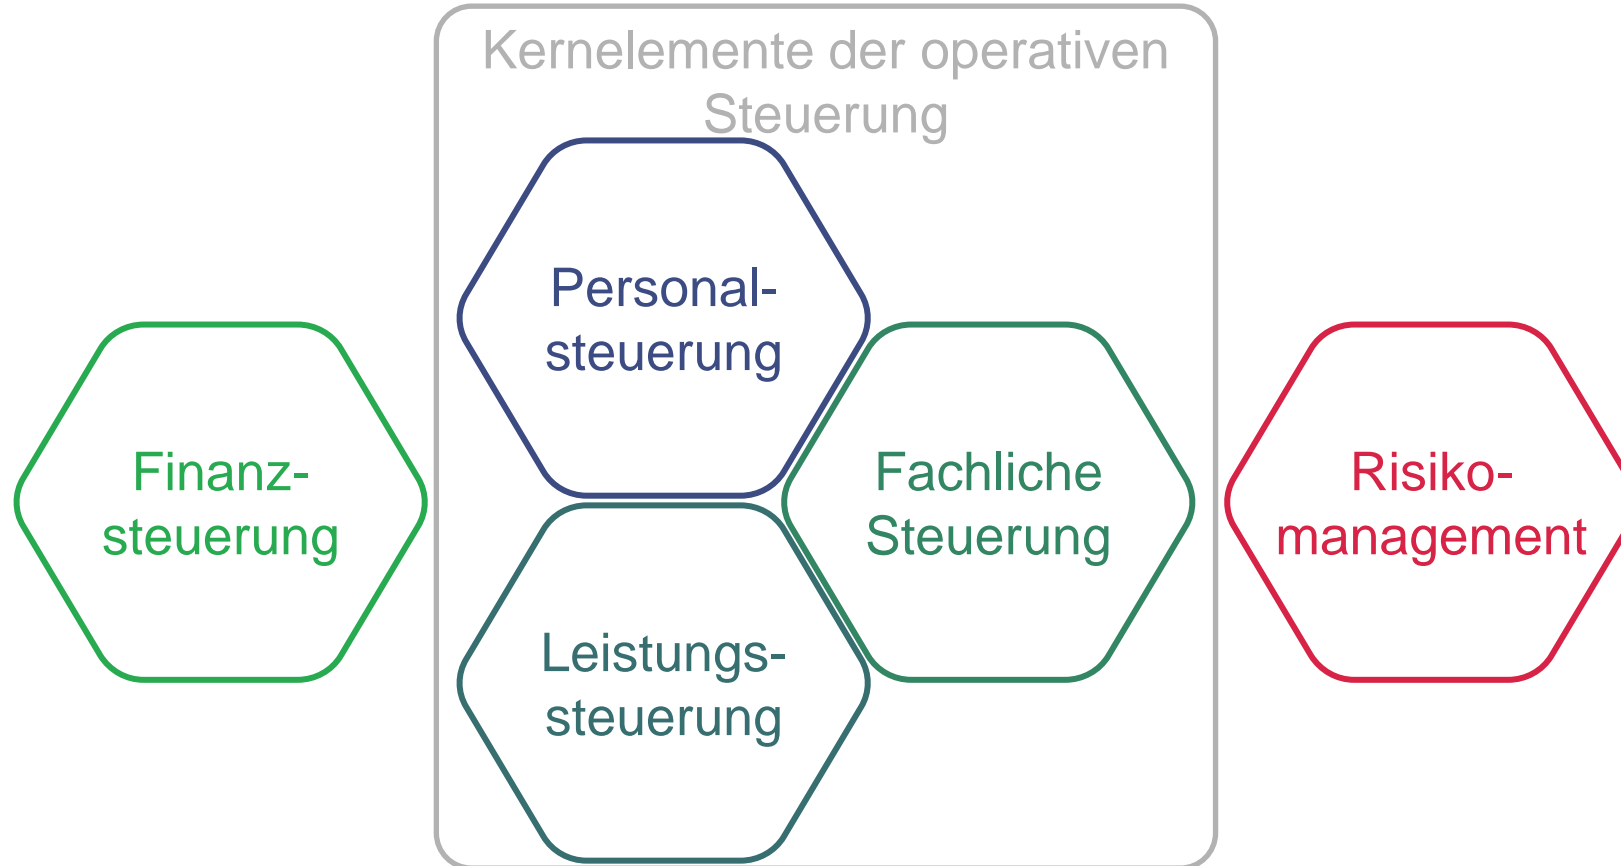 Kernelemente der operativen
Steuerung
Personal-
steuerung
Finanz-
steuerung
Fachliche
Steuerung
Risiko-
management
Leistungs-
steuerung